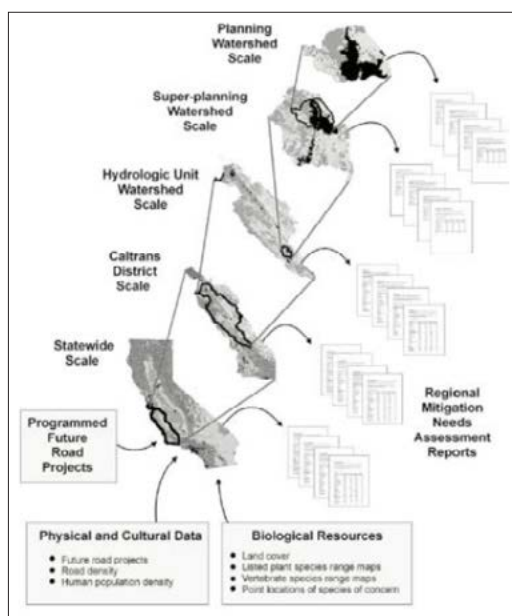 Planning
Watershed
Scale
Super-planning
Watershed
Scale
Hydrologic Unit
Watershed
Scale
Caltrans
District
Scale
Statewide
Scale
Programmed
Future
Road
Projects
Regional
Mitigation
Needs
Assessment
Reports
Physical and Cultural Data
Future road projects
Road density
Human population density
Biological Resources
Land cover
Listed plant species range maps
Vertebrate species range maps
Point locations of species of concern